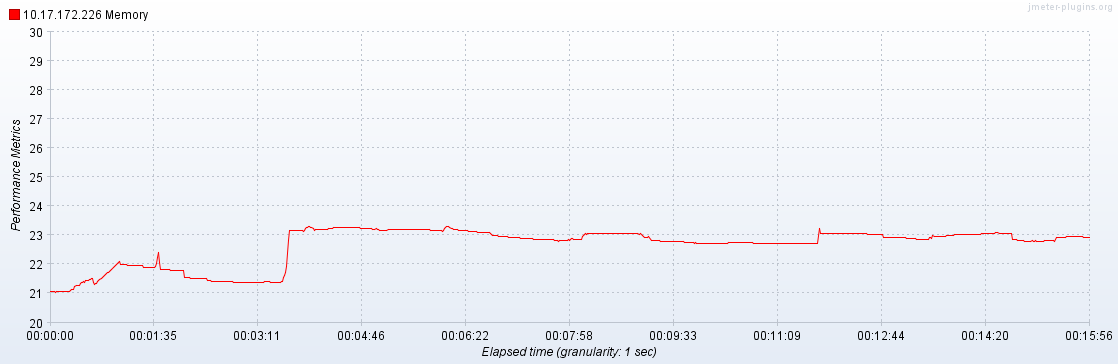 10.17.172.226 Memory
jmeter-plugins.org
30
29
28
27
26
25
24
23
22
21
20
Performance Metrics
00:00:00 00:01:35 00:03:11 00:04:46 00:06:22 00:07:58 00:09:33 00:11:09 00:12:44 00:14:20 00:15:56
Elapsed time (granularity: 1 sec)